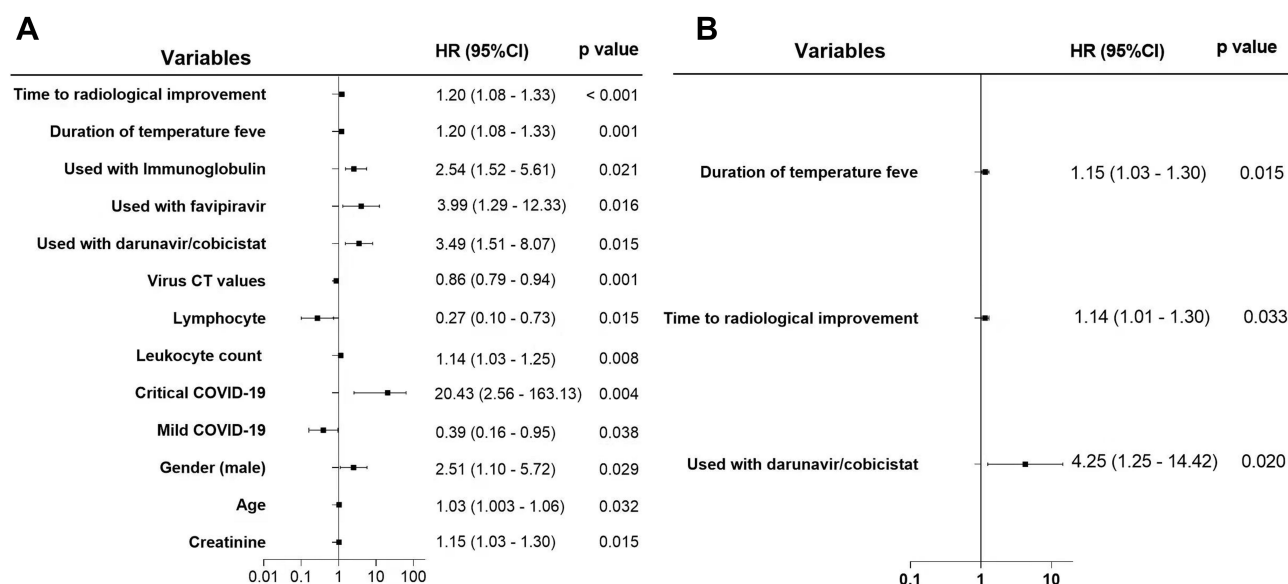 A
Variables HR (95%CI) p value
Time to radiological improvement 1.20 (1.08 - 1.33) < 0.001
Duration of temperature feve 1.20 (1.08 - 1.33) 0.001
Used with Immunoglobulin 2.54 (1.52 - 5.61) 0.021
Used with favipiravir 3.99 (1.29 - 12.33) 0.016
Used with darunavir/cobicistat 3.49 (1.51 - 8.07) 0.015
Virus CT values 0.86 (0.79 - 0.94) 0.001
Lymphocyte 0.27 (0.10 - 0.73) 0.015
Leukocyte count 1.14 (1.03 - 1.25) 0.008
Critical COVID-19 20.43 (2.56 - 163.13) 0.004
Mild COVID-19 0.39 (0.16 - 0.95) 0.038
Gender (male) 2.51 (1.10 - 5.72) 0.029
Age 1.03 (1.003 - 1.06) 0.032
Creatinine 1.15 (1.03 - 1.30) 0.015
0.01 0.1 1 10 100
B
Variables HR (95%CI) p value
Duration of temperature feve 1.15 (1.03 - 1.30) 0.015
Time to radiological improvement 1.14 (1.01 - 1.30) 0.033
Used with darunavir/cobicistat 4.25 (1.25 - 14.42) 0.020
0.1 1 10